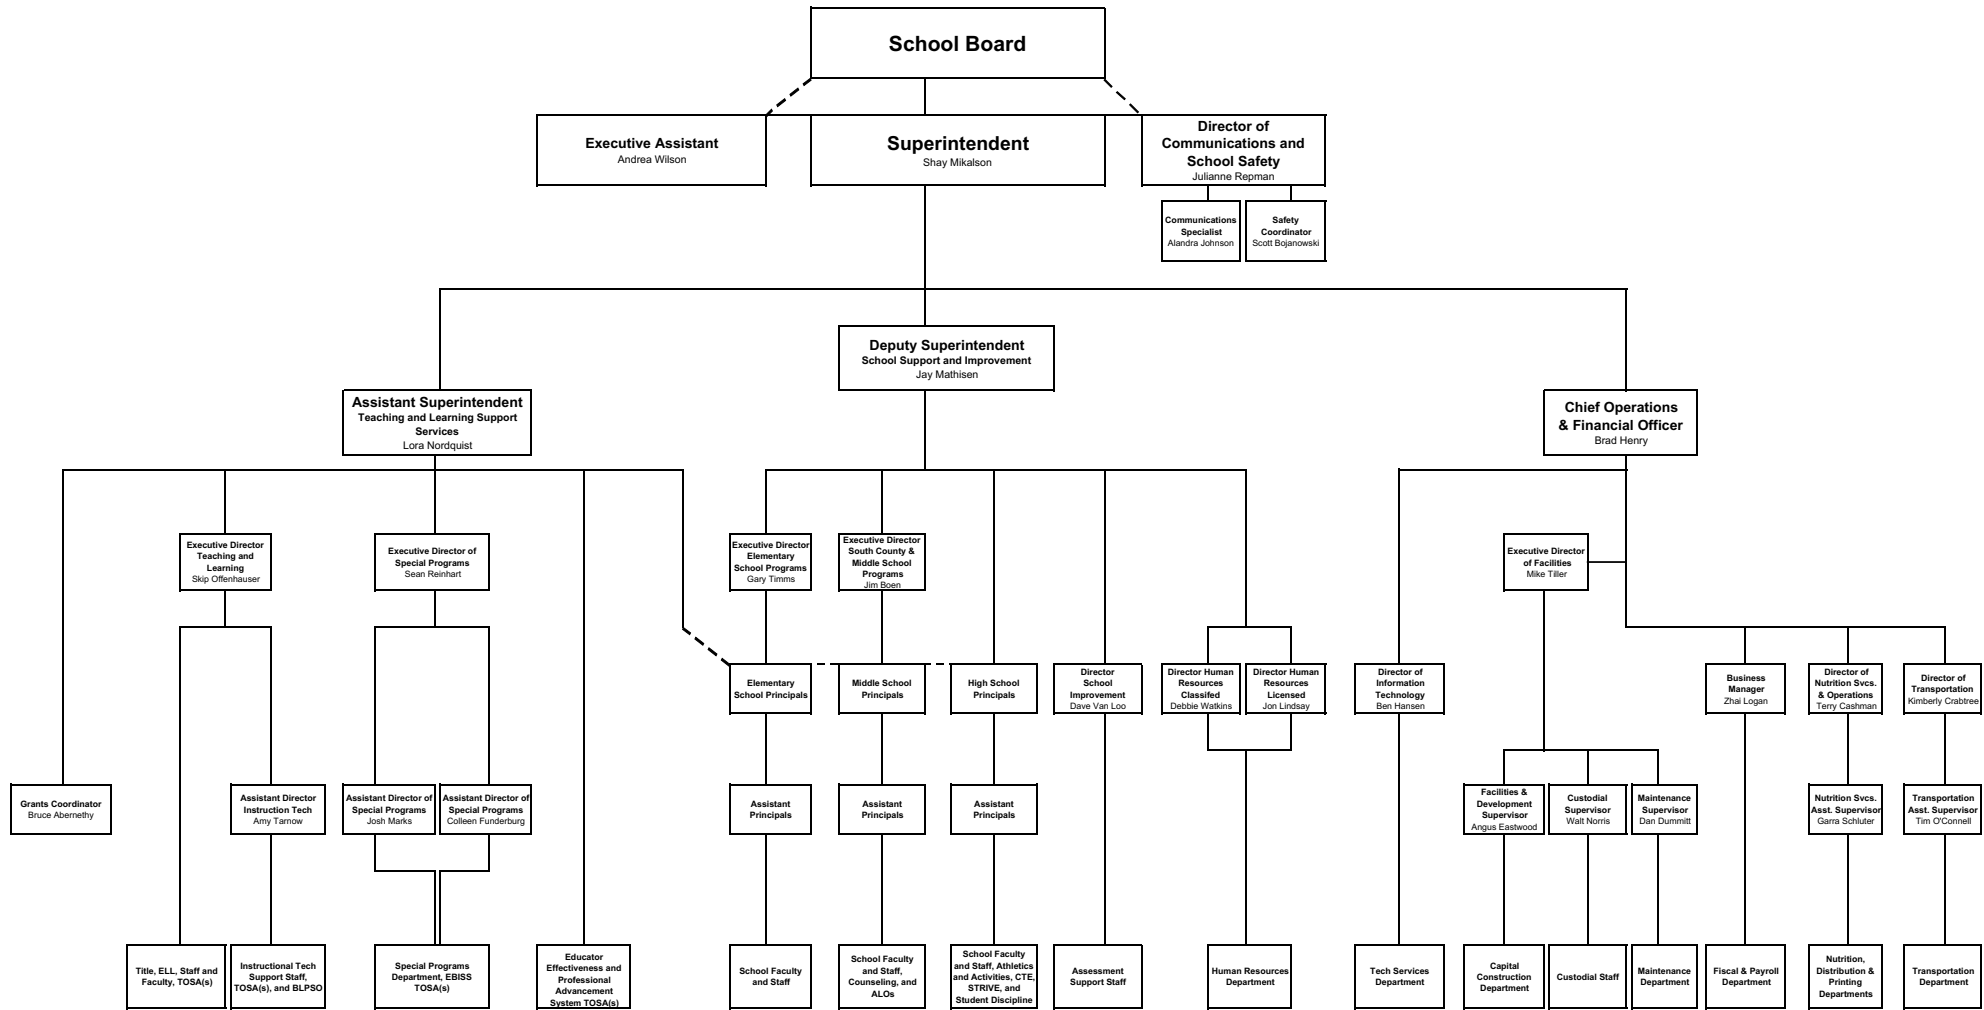 School Board
Executive Assistant
Andrea Wilson
Superintendent
Shay Mikalson
Director of
Communications and
School Safety
Julianne Repman
Communications
Specialist
Alandra Johnson
Safety
Coordinator
Scott Bojanowski
Deputy Superintendent
School Support and Improvement
Jay Mathisen
Assistant Superintendent
Teaching and Learning Support
Services
Lora Nordquist
Chief Operations
& Financial Officer
Brad Henry
Executive Director
Teaching and
Learning
Skip Offenhauser
Executive Director of
Special Programs
Sean Reinhart
Executive Director
Elementary
School Programs
Gary Timms
Executive Director
South County &
Middle School
Programs
Jim Boen
Executive Director
of Facilities
Mike Tiller
Elementary
School Principals
Middle School
Principals
High School
Principals
Director
School
Improvement
Dave Van Loo
Director Human
Resources
Classifed
Debbie Watkins
Director Human
Resources
Licensed
Jon Lindsay
Director of
Information
Technology
Ben Hansen
Business
Manager
Zhai Logan
Director of
Nutrition Svcs.
& Operations
Terry Cashman
Director of
Transportation
Kimberly Crabtree
Grants Coordinator
Bruce Abernethy
Assistant Director
Instruction Tech
Amy Tarnow
Assistant Director of
Special Programs
Josh Marks
Assistant Director of
Special Programs
Colleen Funderburg
Assistant
Principals
Assistant
Principals
Assistant
Principals
Facilities &
Development
Supervisor
Angus Eastwood
Custodial
Supervisor
Walt Norris
Maintenance
Supervisor
Dan Dummitt
Nutrition Svcs.
Asst. Supervisor
Garra Schluter
Transportation
Asst. Supervisor
Tim O'Connell
Title, ELL, Staff and
Faculty, TOSA(s)
Instructional Tech
Support Staff,
TOSA(s), and BLPSO
Special Programs
Department, EBISS
TOSA(s)
Educator
Effectiveness and
Professional
Advancement
System TOSA(s)
School Faculty
and Staff
School Faculty
and Staff,
Counseling, and
ALOs
School Faculty
and Staff, Athletics
and Activities, CTE,
STRIVE, and
Student Discipline
Assessment
Support Staff
Human Resources
Department
Tech Services
Department
Capital
Construction
Department
Custodial Staff
Maintenance
Department
Fiscal & Payroll
Department
Nutrition,
Distribution &
Printing
Departments
Transportation
Department